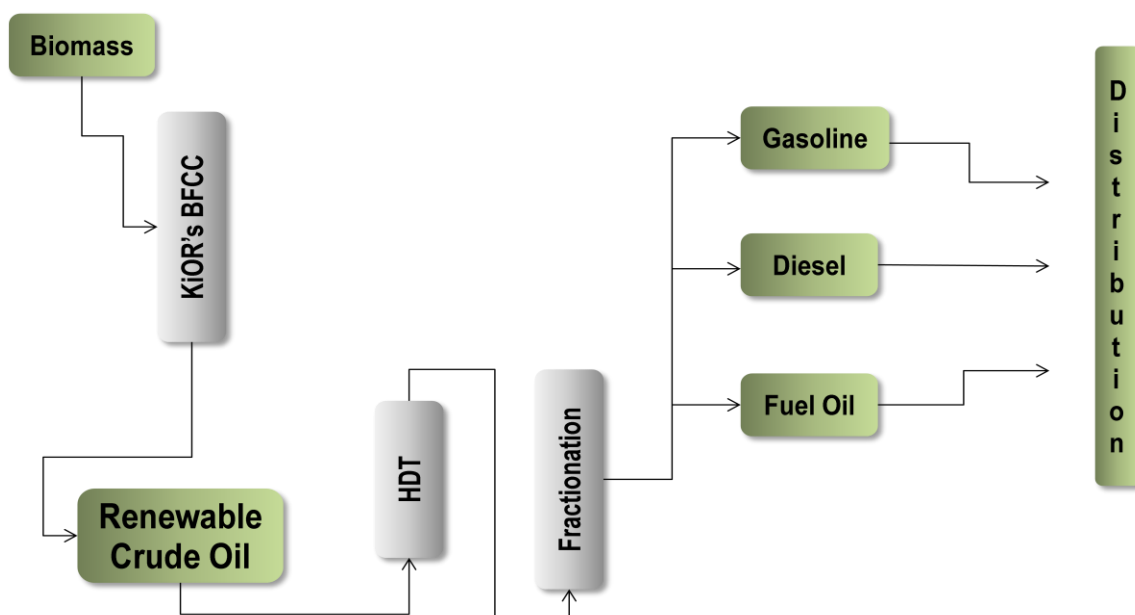 Biomass
KiOR's BFCC
Renewable
Crude Oil
HDT
Fractionation
Gasoline
Diesel
Fuel Oil
Distribution